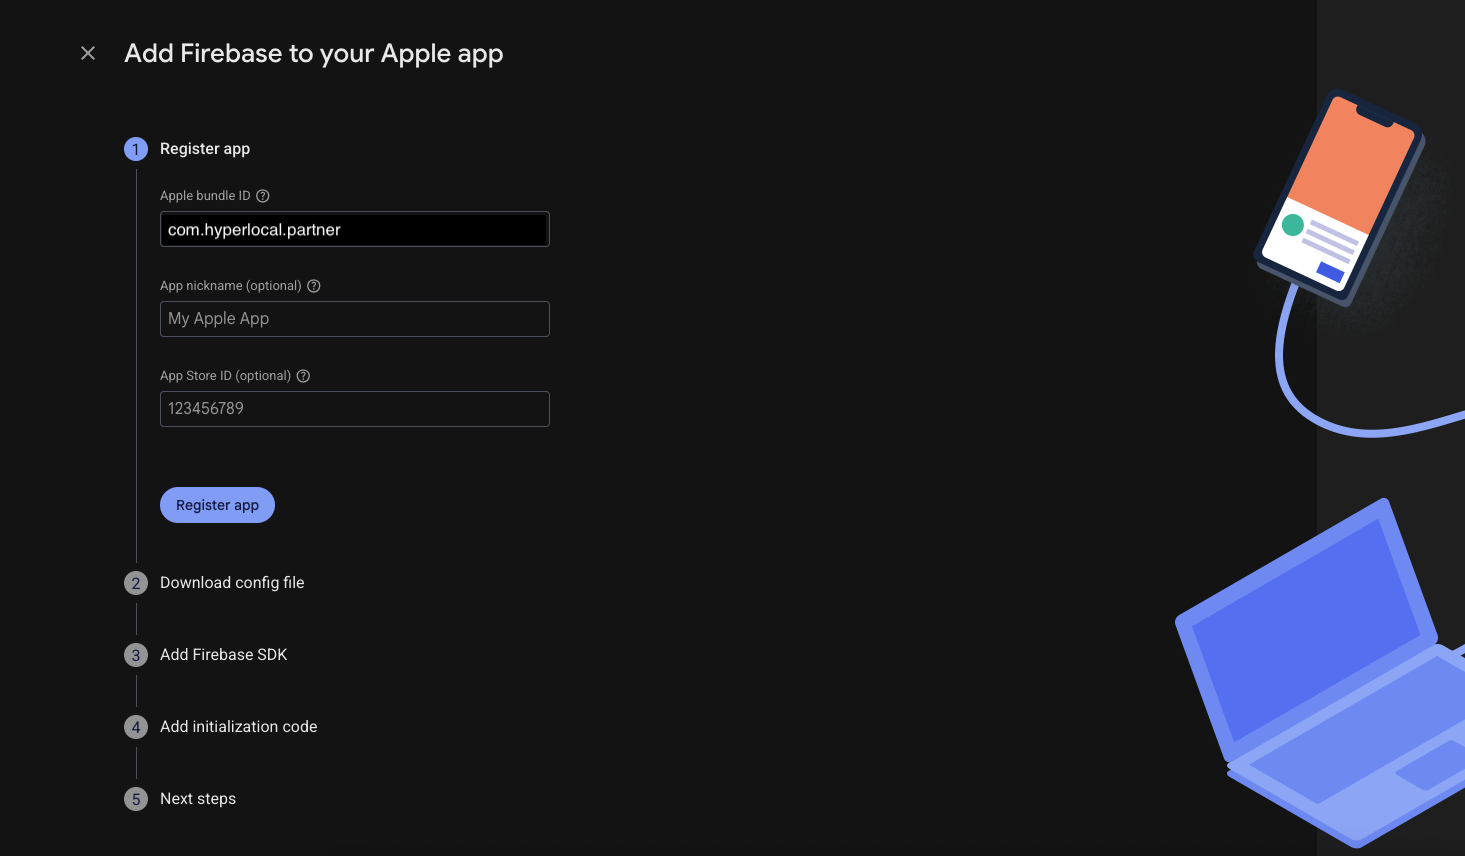 Add Firebase to your Apple app
1 Register app
Apple bundle ID ?
com.hyperlocal.partner
App nickname (optional) ?
My Apple App
App Store ID (optional) ?
123456789
Register app
2 Download config file
3 Add Firebase SDK
4 Add initialization code
5 Next steps